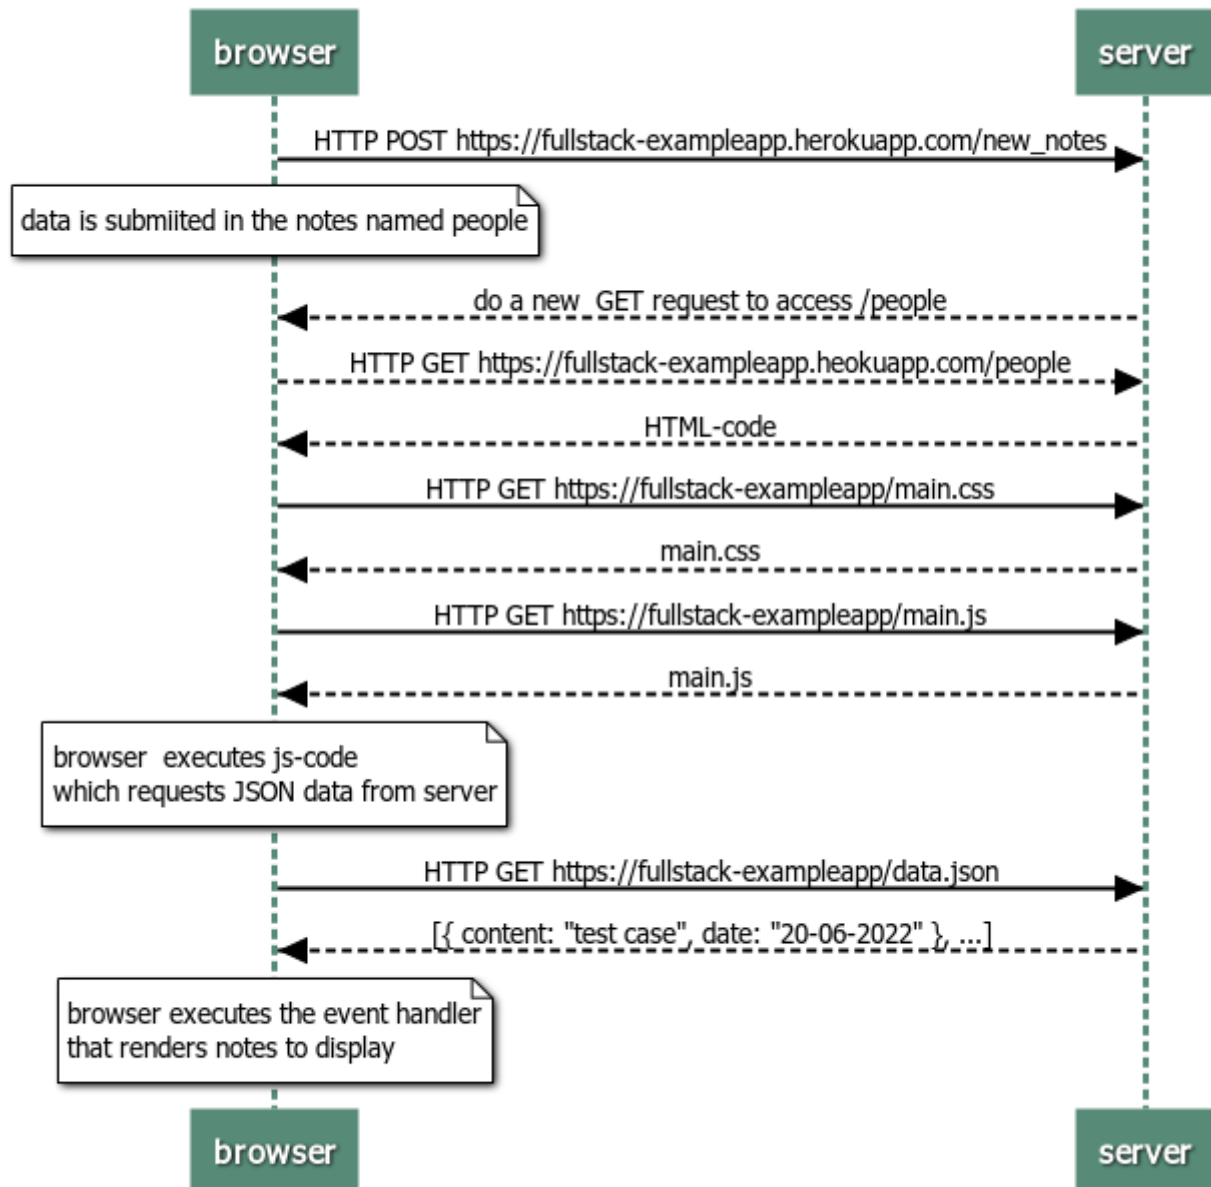 browser
server
HTTP POST https://fullstack-exampleapp.herokuapp.com/new_notes
data is submiited in the notes named people
do a new  GET request to access /people
HTTP GET https://fullstack-exampleapp.heokuapp.com/people
HTML-code
HTTP GET https://fullstack-exampleapp/main.css
main.css
HTTP GET https://fullstack-exampleapp/main.js
main.js
browser  executes js-code
which requests JSON data from server
HTTP GET https://fullstack-exampleapp/data.json
[{ content: "test case", date: "20-06-2022" }, ...]
browser executes the event handler
that renders notes to display
browser
server